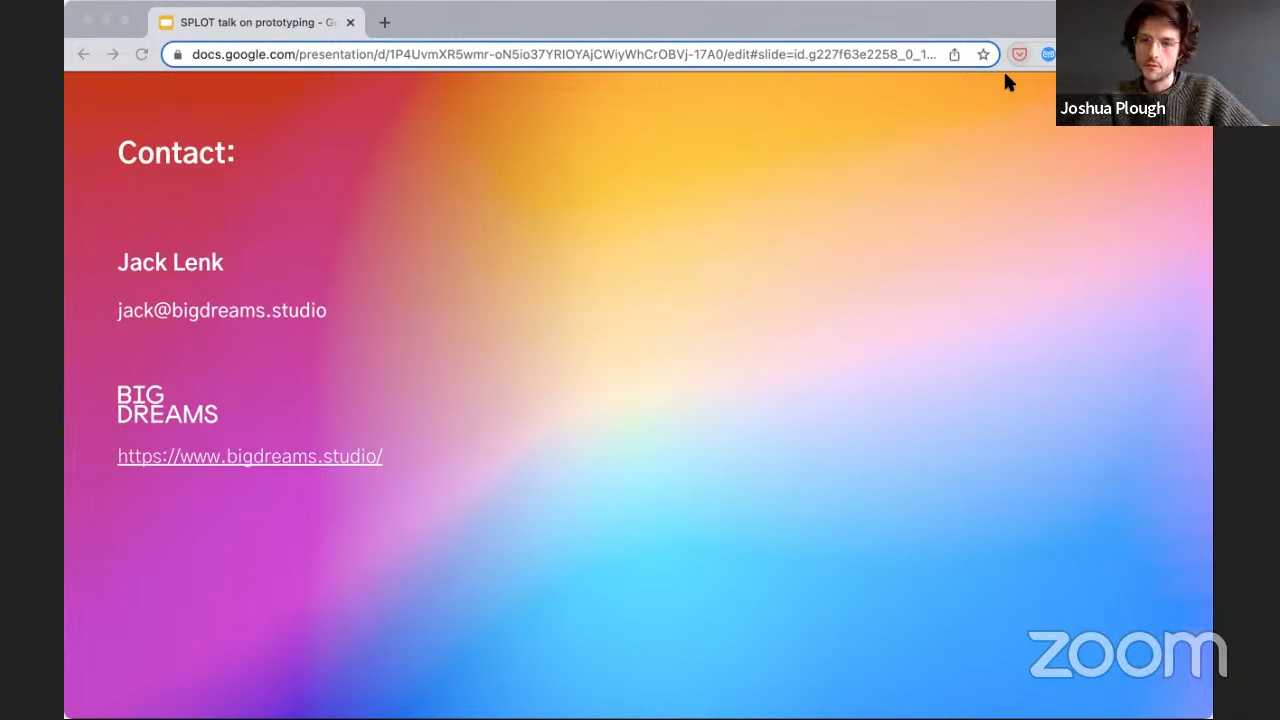 SPLOT talk on prototyping - G
docs.google.com/presentation/d/1P4UvmXR5wmr-oN5io37YRIOYAjCWiyWhCrOBVj-17A0/edit#slide=id.g227f63e2258_0_1...
Joshua Plough
Contact:
Jack Lenk
jack@bigdreams.studio
BIG
DREAMS
https://www.bigdreams.studio/
zoom